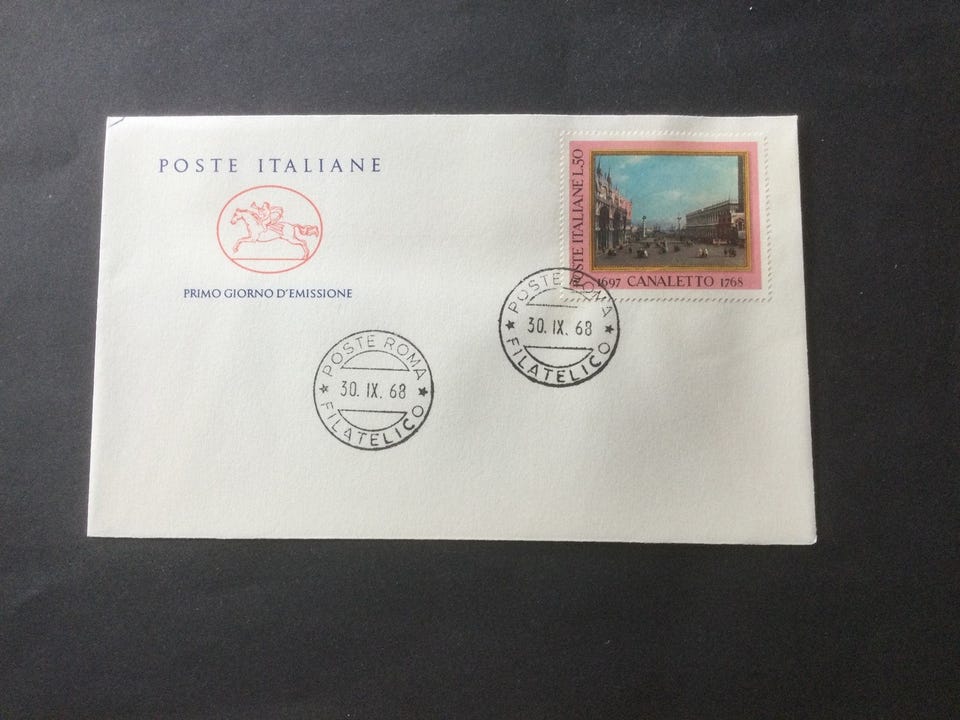 POSTE ITALIANE
PRIMO GIORNO D'EMISSIONE
POSTE ITALIANE L.50
1697 CANALETTO 1768
POSTE ROMA
30. IX. 68
FILATELICO
POSTE ROMA
30. IX. 68
FILATELICO